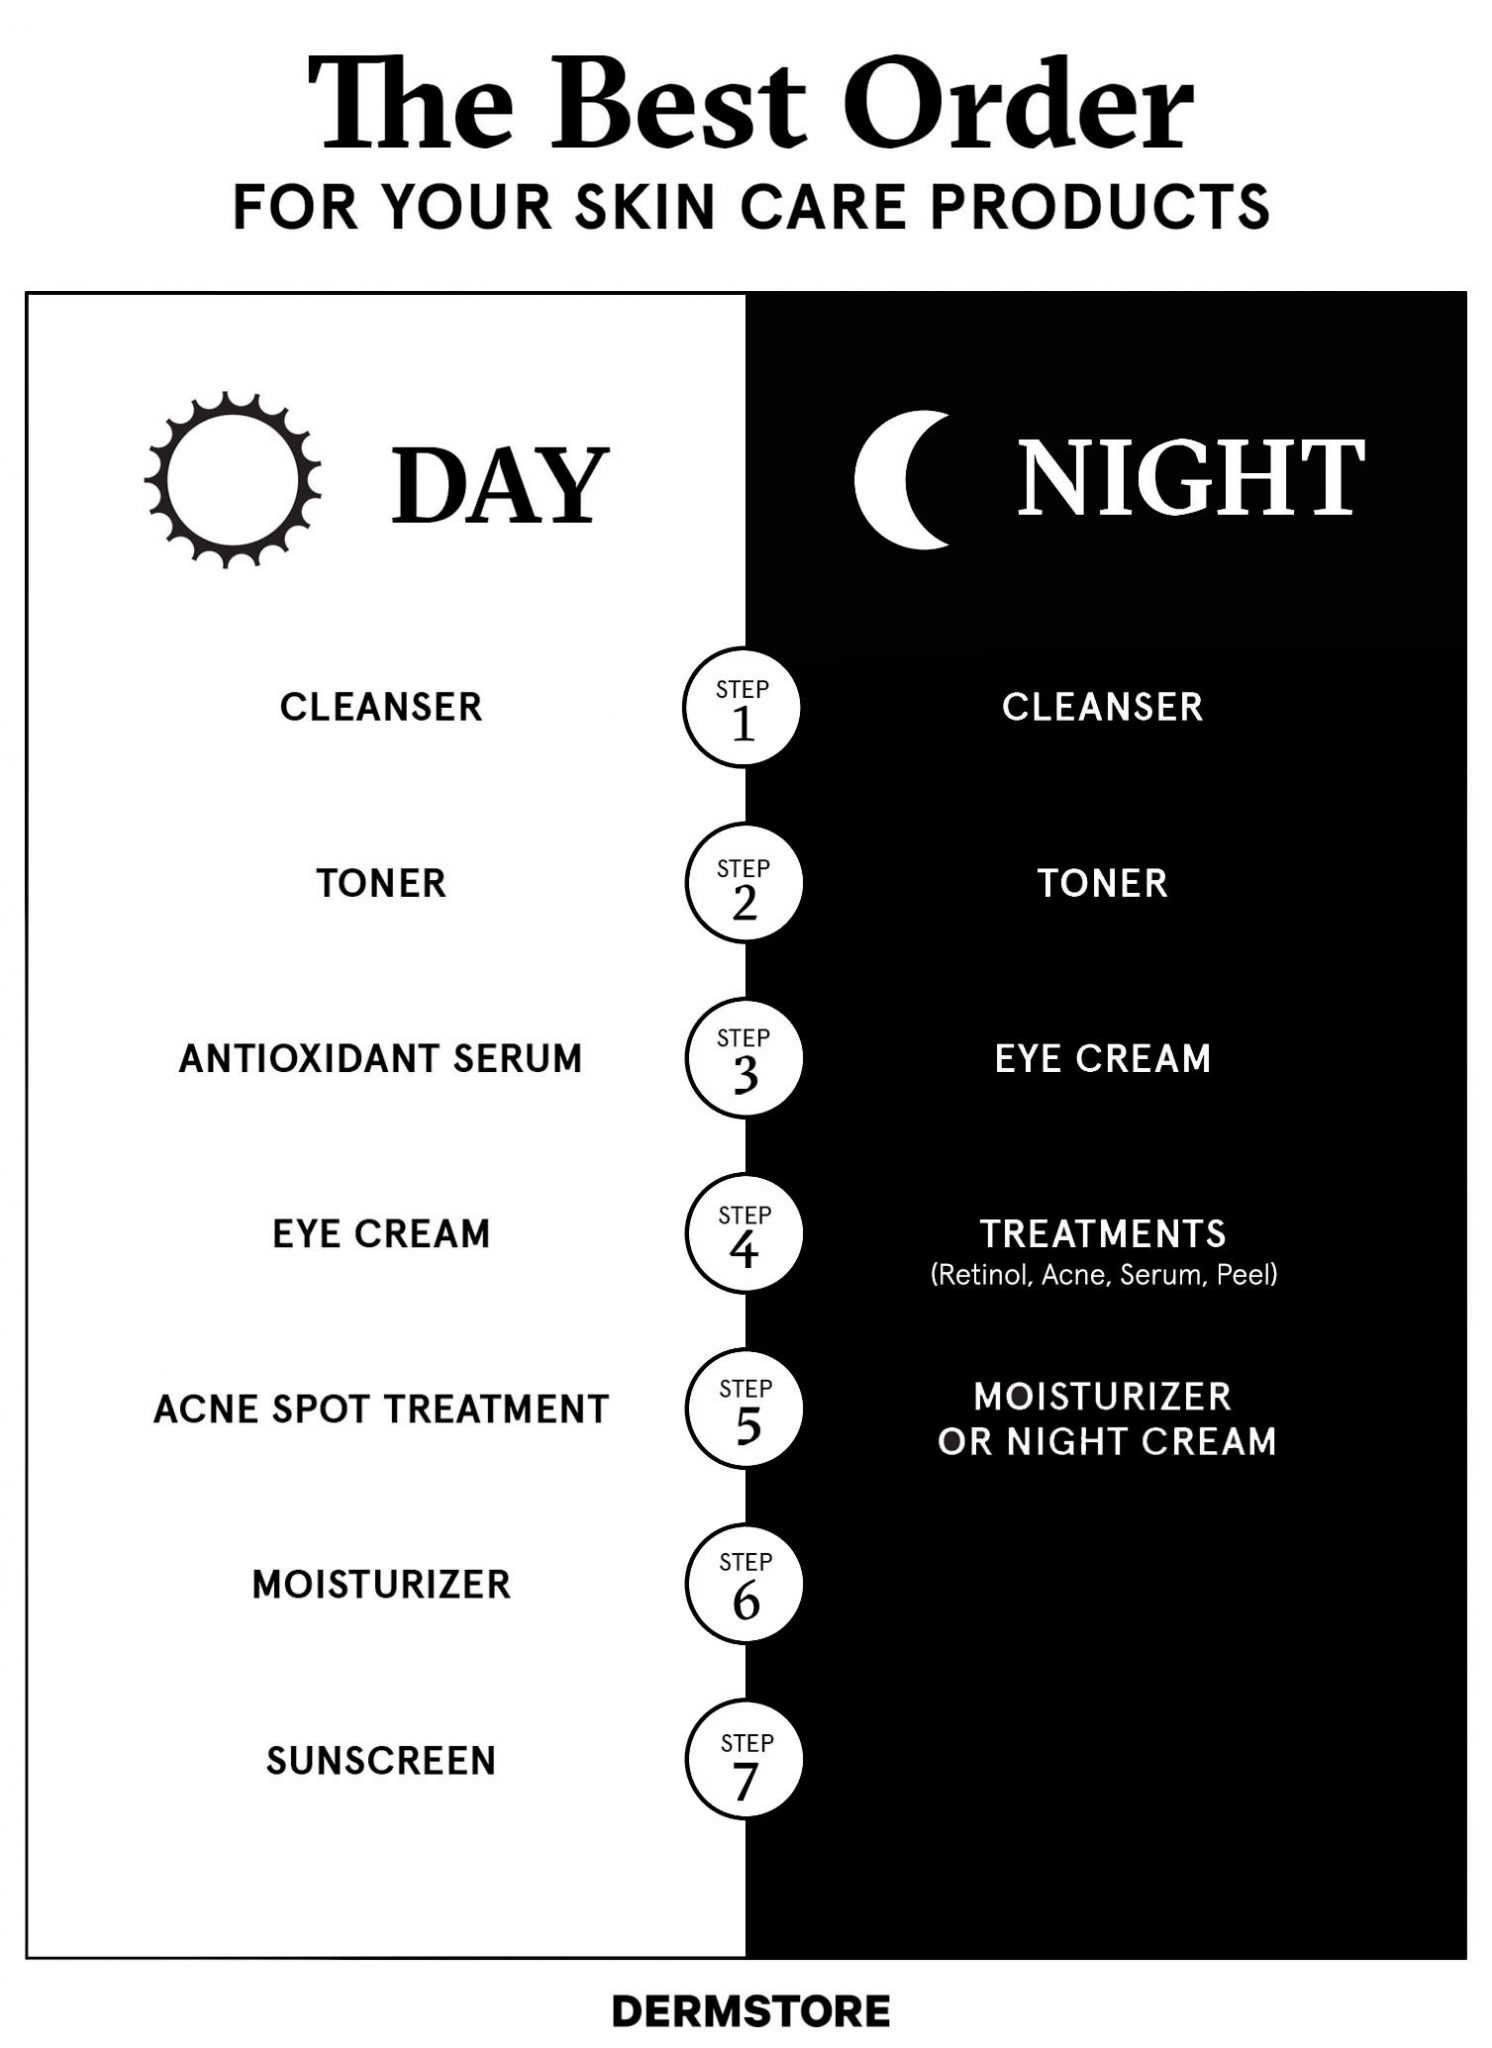 The Best Order
FOR YOUR SKIN CARE PRODUCTS
DAY
NIGHT
CLEANSER
STEP
1
CLEANSER
TONER
STEP
2
TONER
ANTIOXIDANT SERUM
STEP
3
EYE CREAM
EYE CREAM
STEP
4
TREATMENTS
(Retinol, Acne, Serum, Peel)
ACNE SPOT TREATMENT
STEP
5
MOISTURIZER
OR NIGHT CREAM
MOISTURIZER
STEP
6
SUNSCREEN
STEP
7
DERMSTORE